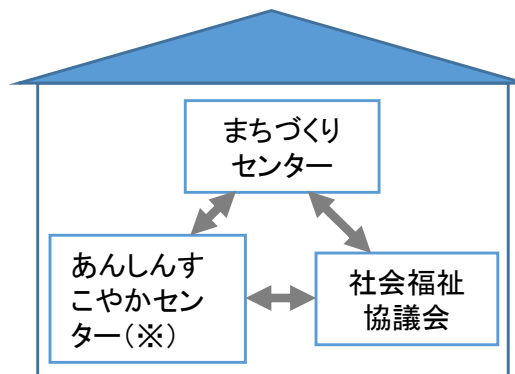 まちづくり
センター
あんしんす
こやかセン
ター(※)
社会福祉
協議会